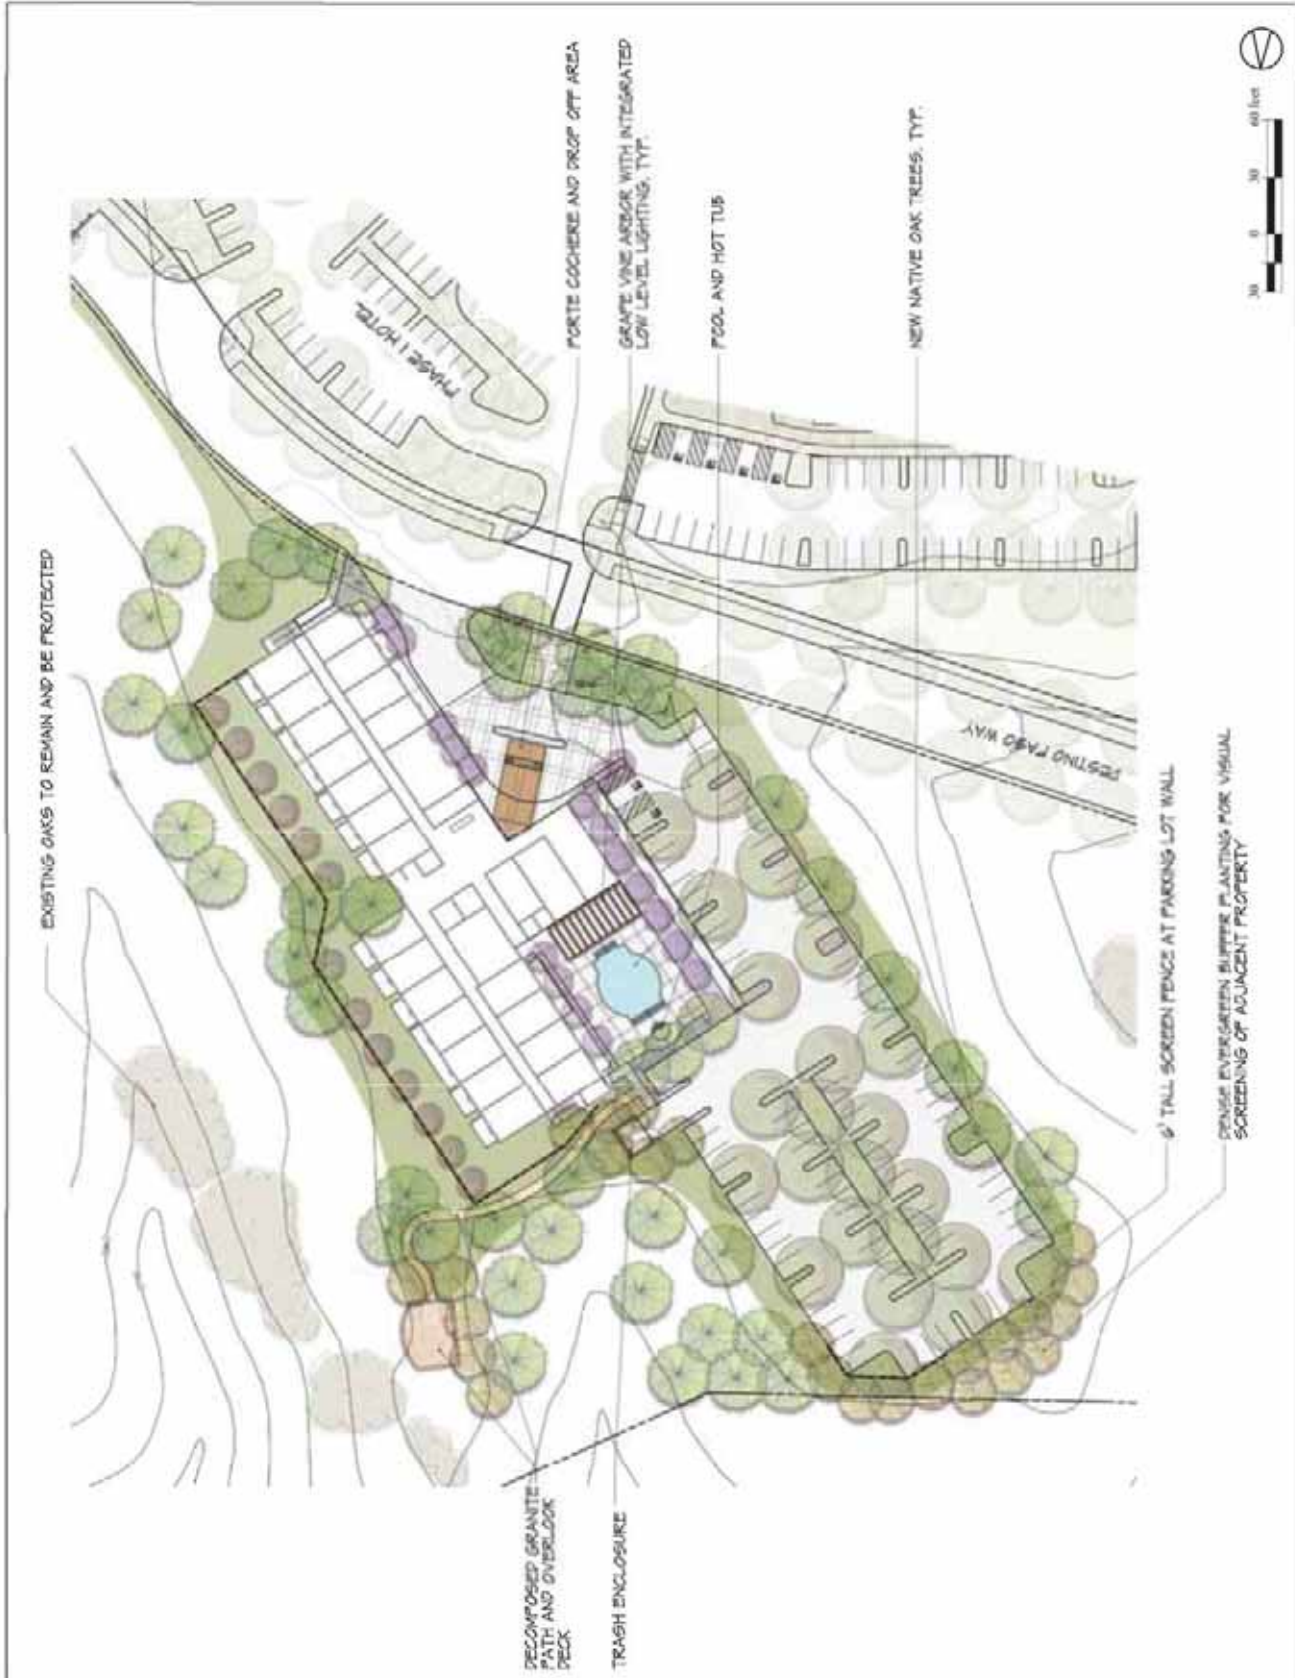 EXISTING OAKS TO REMAIN AND BE PROTECTED
PORTE COCHERE AND DROP OFF AREA
GRAPE VINE ARBOR WITH INTEGRATED
LOW LEVEL LIGHTING, TYP.
POOL AND HOT TUB
NEW NATIVE OAK TREES, TYP.
6' TALL SCREEN FENCE AT PARKING LOT WALL
DENSE EVERGREEN BUFFER PLANTING FOR VISUAL
SCREENING OF ADJACENT PROPERTY
DECOMPOSED GRANITE
PATH AND OVERLOOK
DECK
TRASH ENCLOSURE
PHASE I HOTEL
DESTINO PASO WAY
30 0 30 60 feet